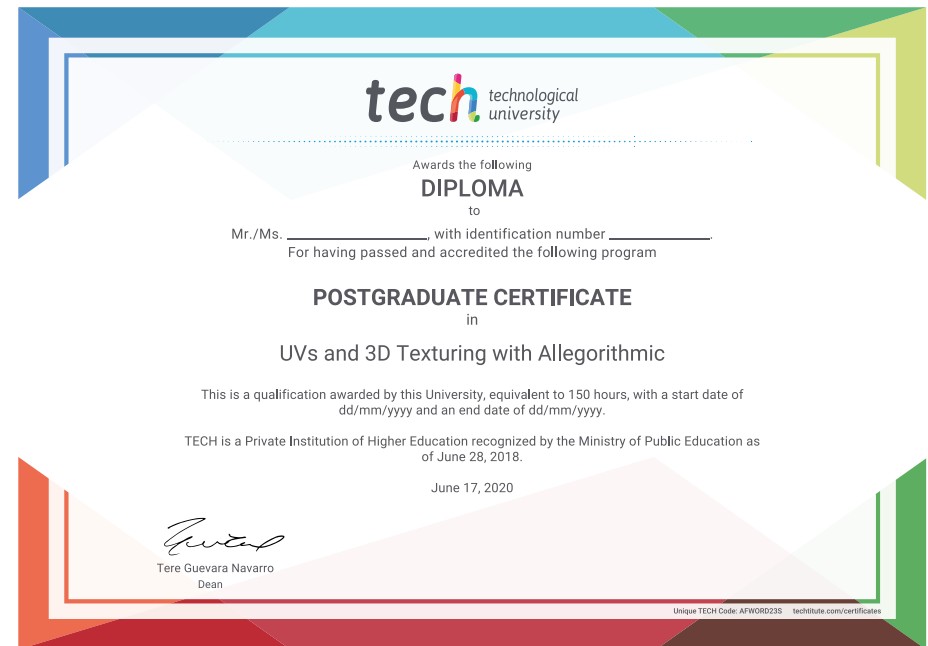 tech technological
university
Awards the following
DIPLOMA
to
Mr./Ms. ____________________, with identification number ______________.
For having passed and accredited the following program
POSTGRADUATE CERTIFICATE
in
UVs and 3D Texturing with Allegorithmic
This is a qualification awarded by this University, equivalent to 150 hours, with a start date of
dd/mm/yyyy and an end date of dd/mm/yyyy.
TECH is a Private Institution of Higher Education recognized by the Ministry of Public Education as
of June 28, 2018.
June 17, 2020
Tere Guevara Navarro
Dean
Unique TECH Code: AFWORD23S techtitute.com/certificates